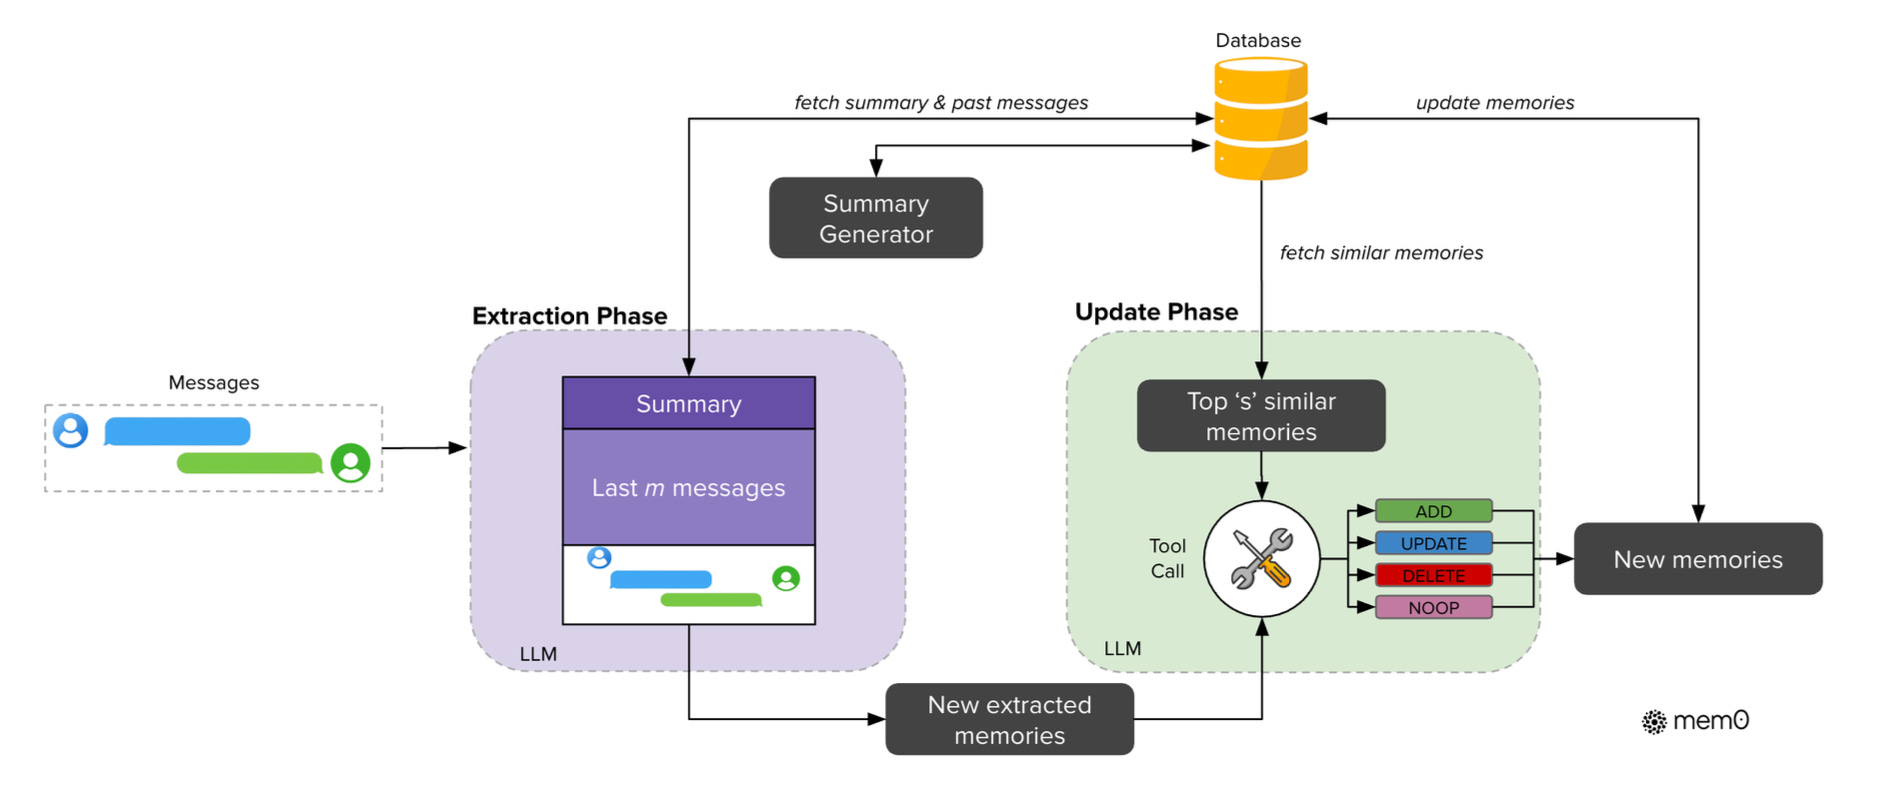 Database
fetch summary & past messages
update memories
Summary
Generator
fetch similar memories
Extraction Phase
Update Phase
Messages
Summary
Last m messages
LLM
Top ‘s’ similar
memories
Tool
Call
ADD
UPDATE
DELETE
NOOP
LLM
New memories
New extracted
memories
mem0